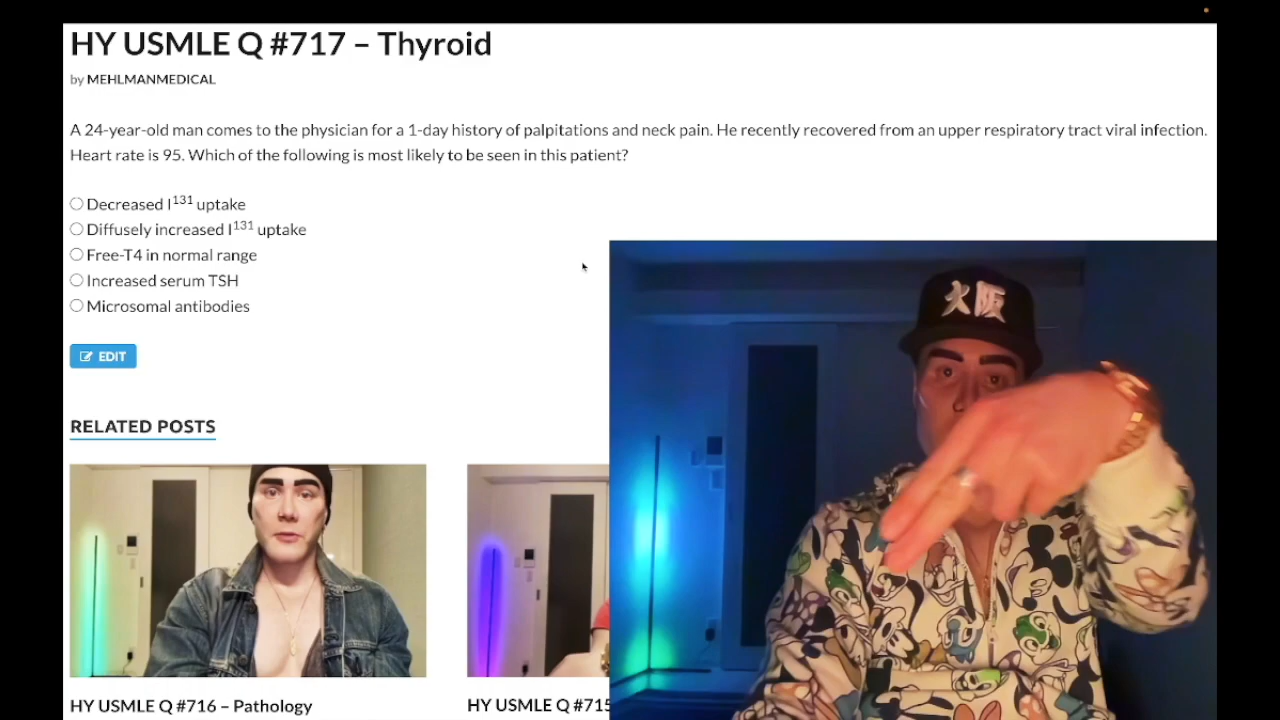 HY USMLE Q #717 – Thyroid
by MEHLMANMEDICAL
A 24-year-old man comes to the physician for a 1-day history of palpitations and neck pain. He recently recovered from an upper respiratory tract viral infection.
Heart rate is 95. Which of the following is most likely to be seen in this patient?
Decreased I¹³¹ uptake
Diffusely increased I¹³¹ uptake
Free-T4 in normal range
Increased serum TSH
Microsomal antibodies
EDIT
大阪
RELATED POSTS
HY USMLE Q #716 – Pathology
HY USMLE Q #715